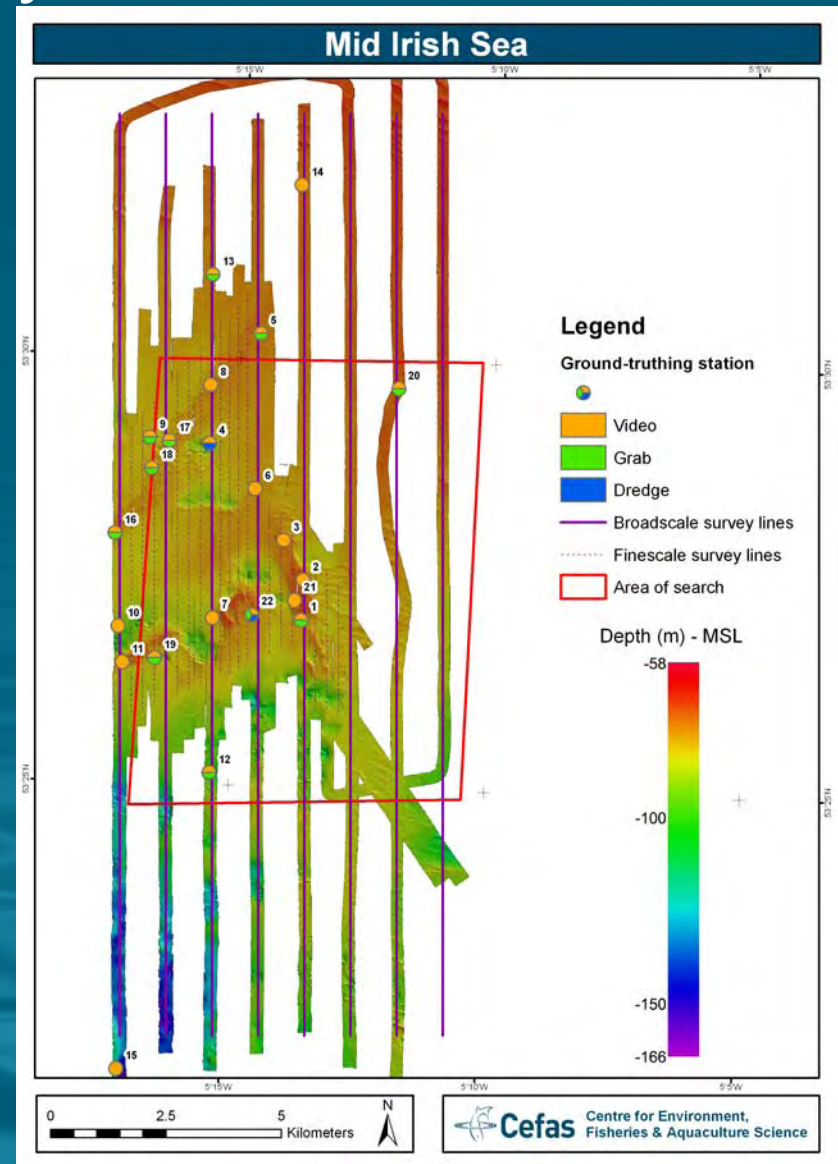 Mid Irish Sea
5°15'W
5°10'W
5°5'W
14
13
5
53°30'N
53°30'N
8
20
9
17
4
18
6
16
3
2
21
10
7
22
1
11
19
12
53°25'N
53°25'N
15
5°15'W
5°10'W
5°5'W
Legend
Ground-truthing station
Video
Grab
Dredge
Broadscale survey lines
Finescale survey lines
Area of search
Depth (m) - MSL
-58
-100
-150
-166
0
2.5
5
Kilometers
N
Cefas
Centre for Environment,
Fisheries & Aquaculture Science